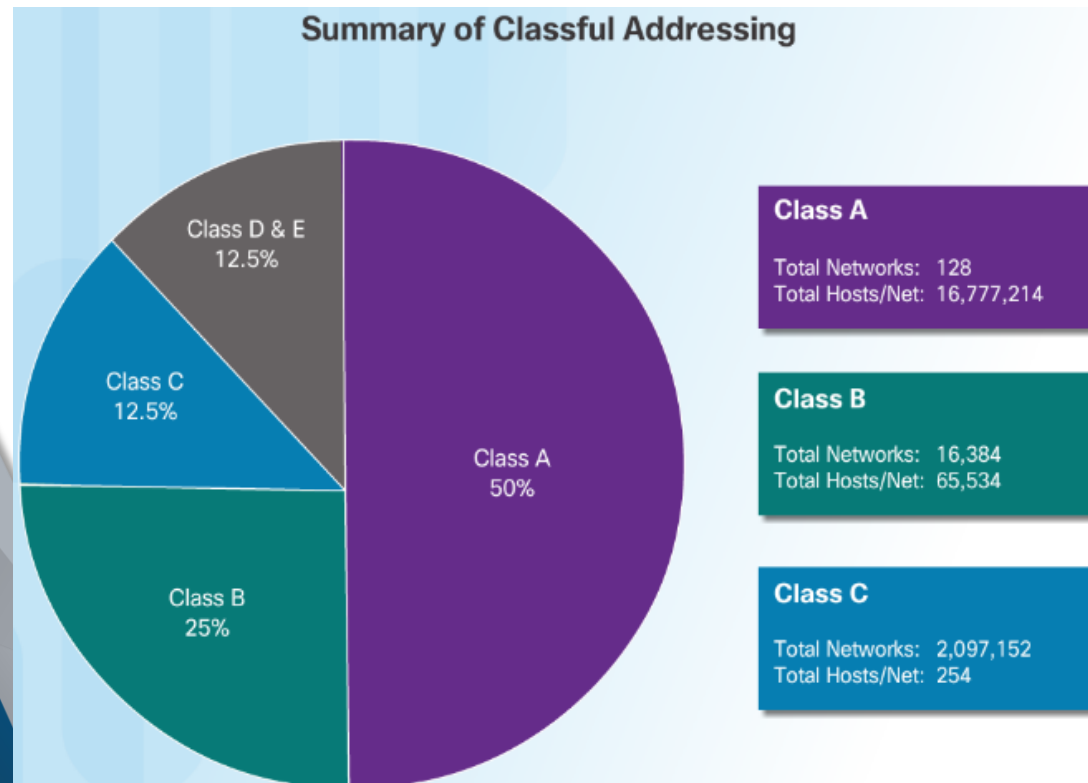 Summary of Classful Addressing
Class D & E
12.5%
Class C
12.5%
Class A
50%
Class B
25%
Class A
Total Networks: 128
Total Hosts/Net: 16,777,214
Class B
Total Networks: 16,384
Total Hosts/Net: 65,534
Class C
Total Networks: 2,097,152
Total Hosts/Net: 254